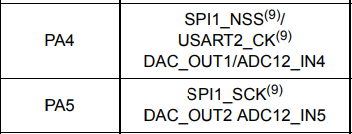 PA4
SPI1_NSS(9)/
USART2_CK(9)
DAC_OUT1/ADC12_IN4
PA5
SPI1_SCK(9)
DAC_OUT2 ADC12_IN5